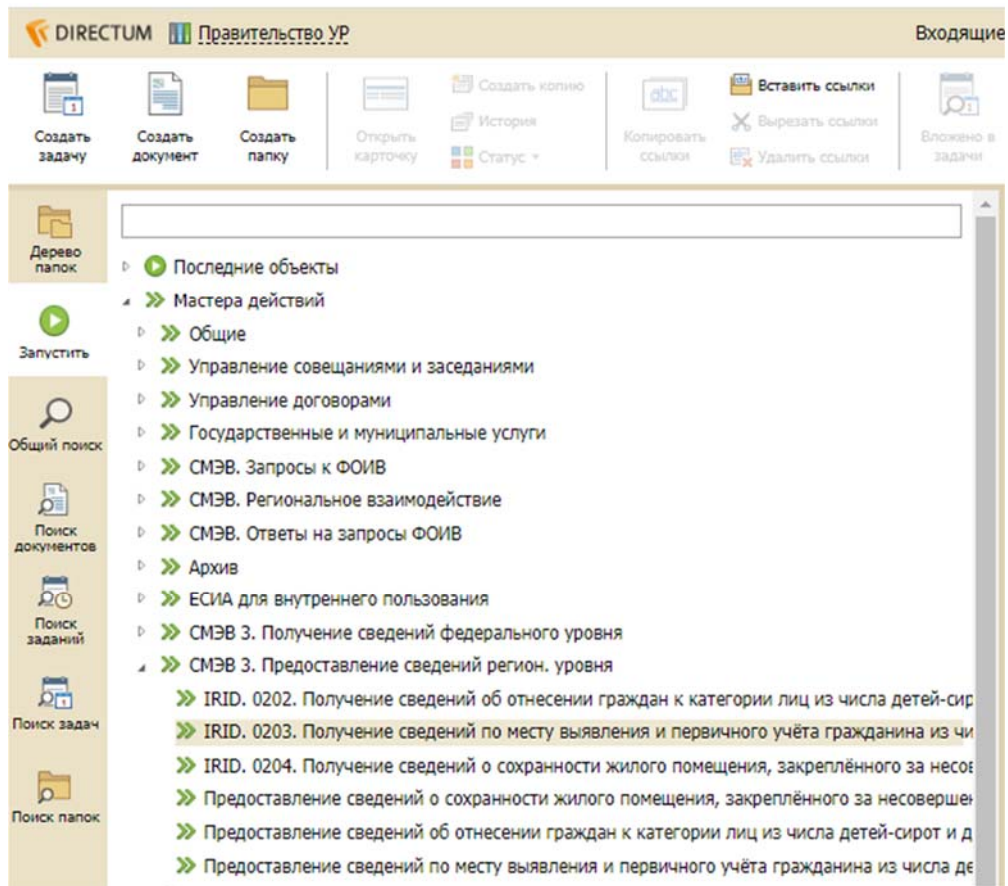 DIRECTUM Правительство УР Входящие
Создать задачу
Создать документ
Создать папку
Открыть карточку
Создать копию
История
Статус
Копировать ссылки
Вставить ссылки
Вырезать ссылки
Удалить ссылки
Вложено в задачи
Дерево папок
Запустить
Общий поиск
Поиск документов
Поиск заданий
Поиск задач
Поиск папок
Последние объекты
Мастера действий
Общие
Управление совещаниями и заседаниями
Управление договорами
Государственные и муниципальные услуги
СМЭВ. Запросы к ФОИВ
СМЭВ. Региональное взаимодействие
СМЭВ. Ответы на запросы ФОИВ
Архив
ЕСИА для внутреннего пользования
СМЭВ 3. Получение сведений федерального уровня
СМЭВ 3. Предоставление сведений регион. уровня
IRID. 0202. Получение сведений об отнесении граждан к категории лиц из числа детей-сир
IRID. 0203. Получение сведений по месту выявления и первичного учёта гражданина из чи
IRID. 0204. Получение сведений о сохранности жилого помещения, закреплённого за несов
Предоставление сведений о сохранности жилого помещения, закреплённого за несовершен
Предоставление сведений об отнесении граждан к категории лиц из числа детей-сирот и д
Предоставление сведений по месту выявления и первичного учёта гражданина из числа де